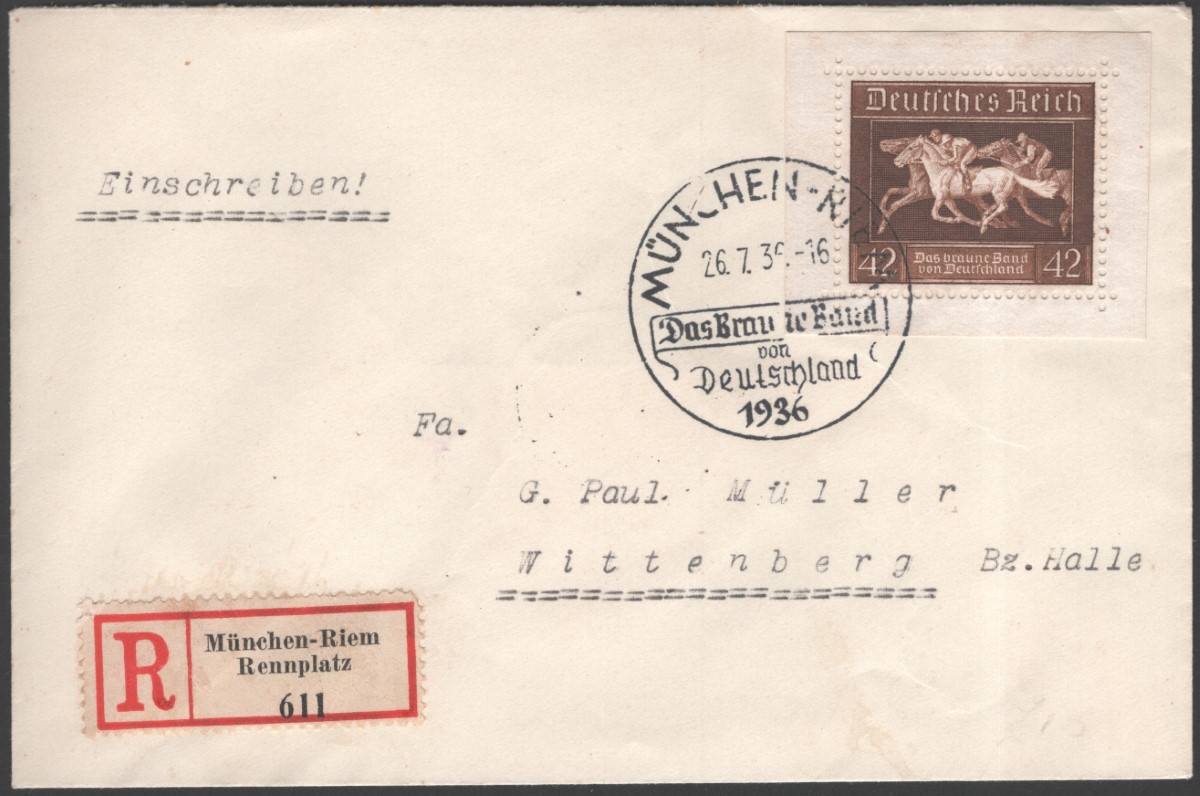 Deutsches Reich
42 Das braune Band von Deutschland 42
Einschreiben!
MÜNCHEN-RIEM
26.7.36.-16
Das Braune Band
von
Deutschland
1936
Fa.
G. Paul Müller
Wittenberg Bz.Halle
R
München-Riem
Rennplatz
611